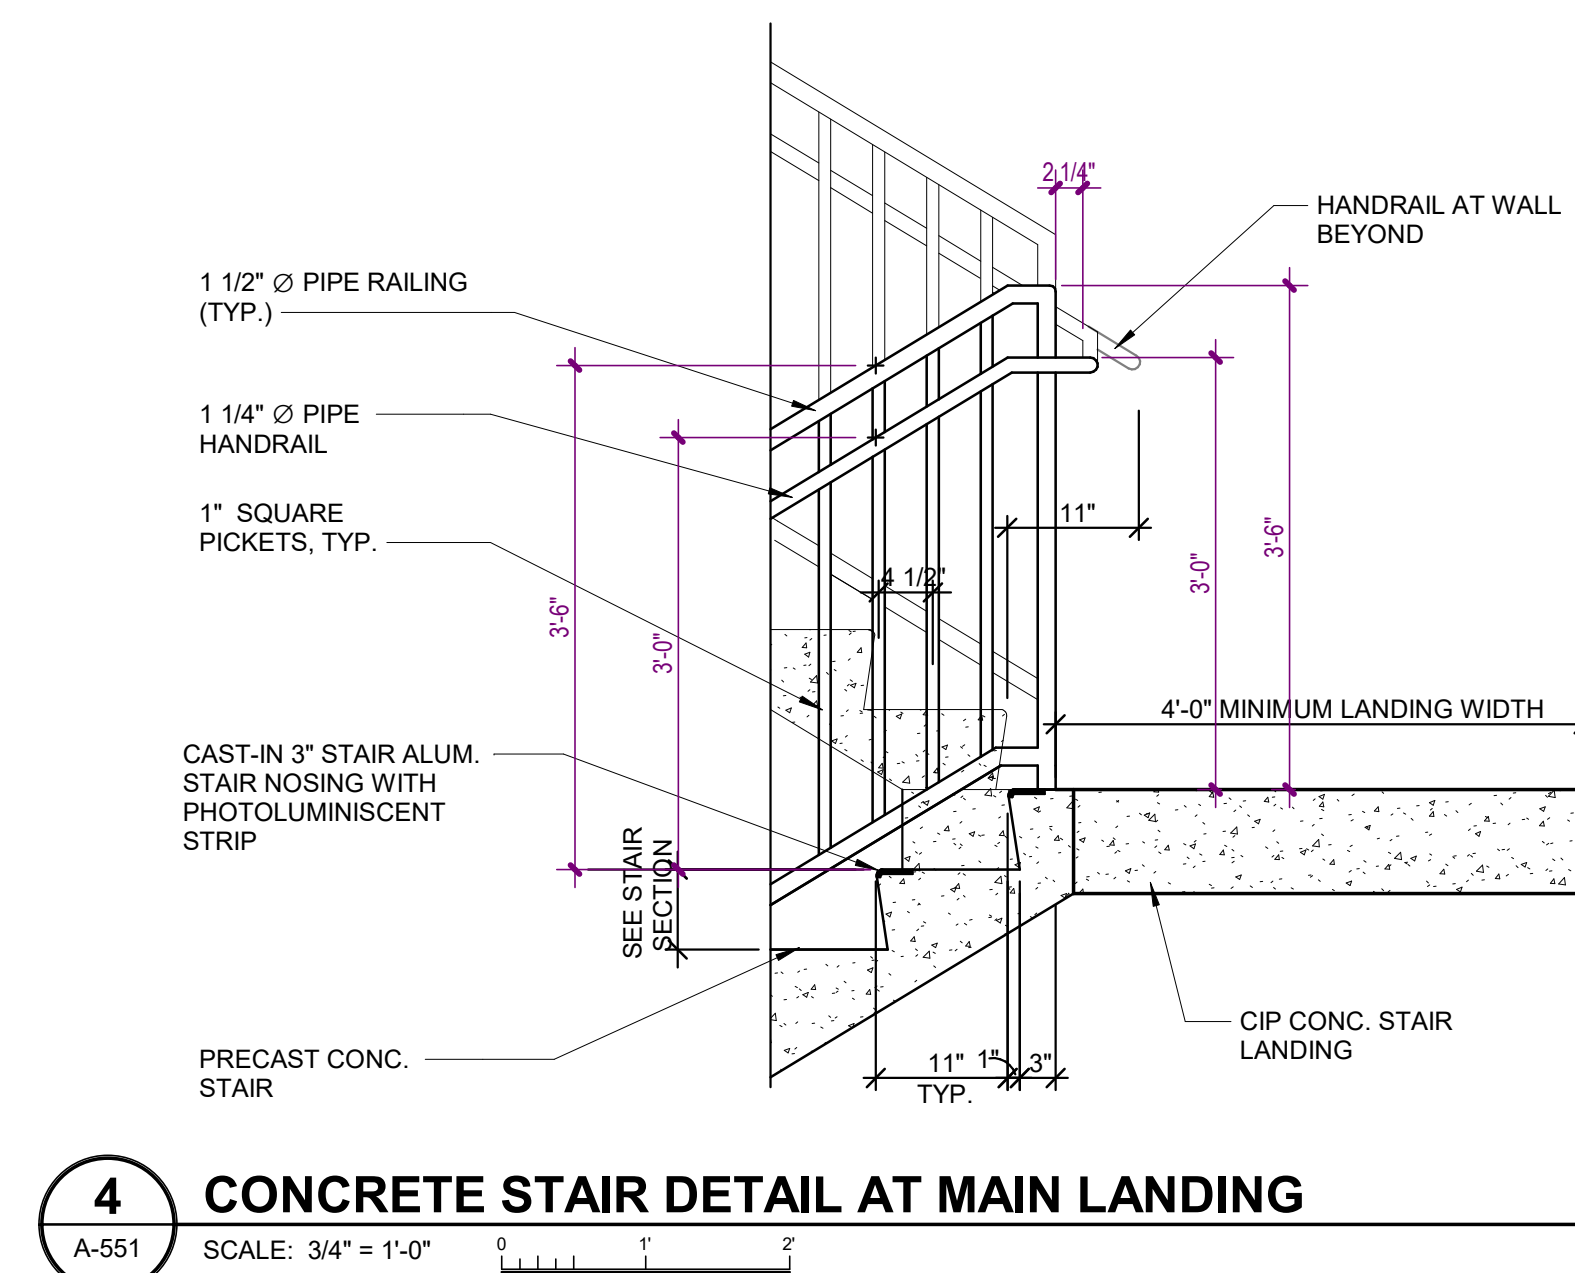 2 1/4"
HANDRAIL AT WALL
BEYOND
1 1/2" Ø PIPE RAILING
(TYP.)
1 1/4" Ø PIPE
HANDRAIL
1" SQUARE
PICKETS, TYP.
11"
4 1/2"
3'-6"
3'-0"
3'-0"
3'-6"
4'-0" MINIMUM LANDING WIDTH
CAST-IN 3" STAIR ALUM.
STAIR NOSING WITH
PHOTOLUMINISCENT
STRIP
SEE STAIR
SECTION
PRECAST CONC.
STAIR
CIP CONC. STAIR
LANDING
11"
TYP.
1"
3"
4
A-551
CONCRETE STAIR DETAIL AT MAIN LANDING
SCALE: 3/4" = 1'-0"
0 1' 2'